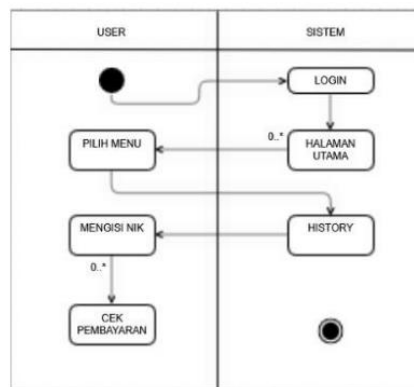 USER
SISTEM
LOGIN
0..*
PILIH MENU
HALAMAN
UTAMA
MENGISI NIK
HISTORY
0..*
CEK
PEMBAYARAN